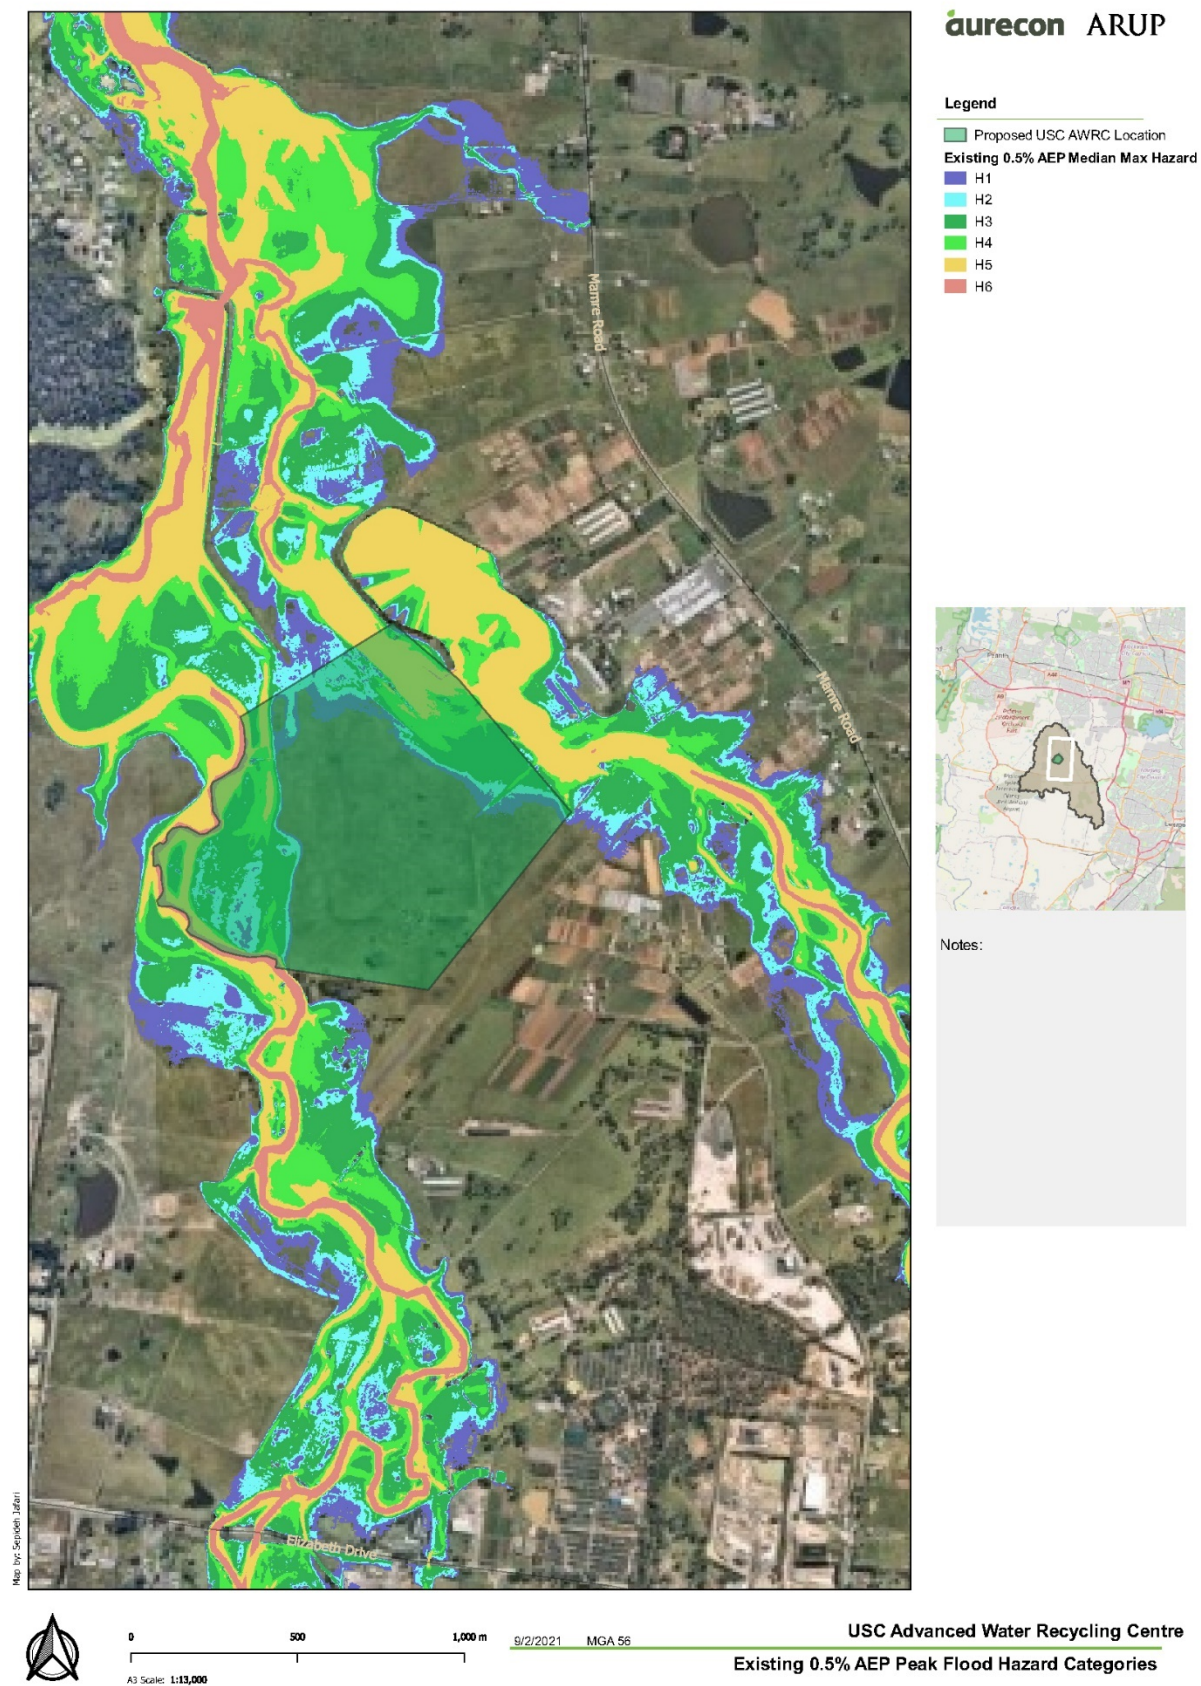 aurecon ARUP
Legend
Proposed USC AWRC Location
Existing 0.5% AEP Median Max Hazard
H1
H2
H3
H4
H5
H6
Mamre Road
Mamre Road
Elizabeth Drive
Notes:
Map by: Sepideh Jafari
0 500 1,000 m
A3 Scale: 1:13,000
9/2/2021 MGA 56
USC Advanced Water Recycling Centre
Existing 0.5% AEP Peak Flood Hazard Categories